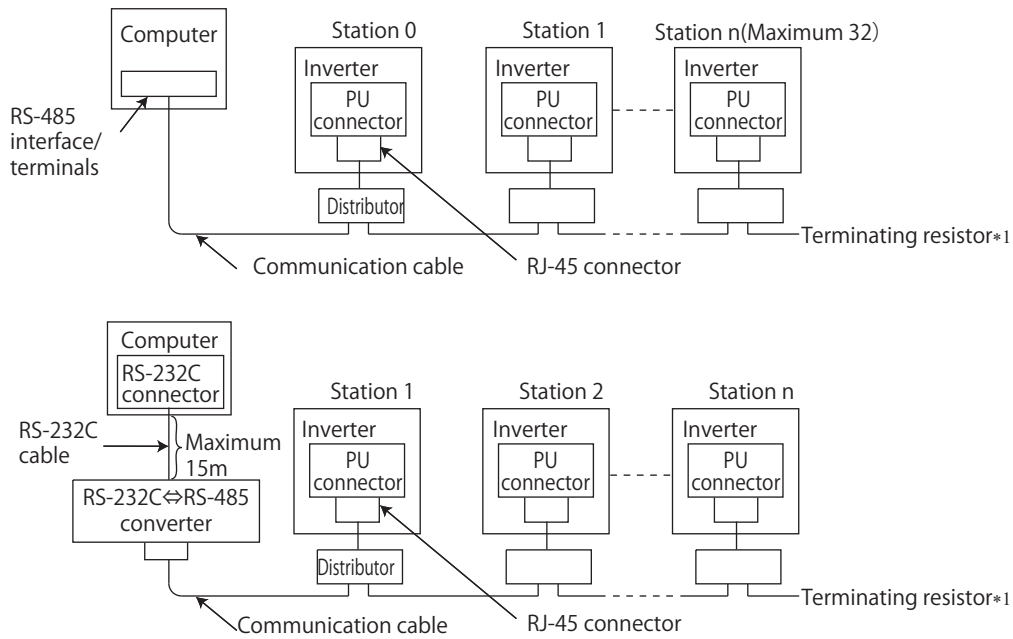 Computer
Station 0
Station 1
Station n(Maximum 32)
Inverter
PU
connector
Inverter
PU
connector
Inverter
PU
connector
RS-485
interface/
terminals
Distributor
Terminating resistor*1
Communication cable
RJ-45 connector
Computer
RS-232C
connector
Station 1
Station 2
Station n
RS-232C
cable
Maximum
15m
Inverter
PU
connector
Inverter
PU
connector
Inverter
PU
connector
RS-232C⇔RS-485
converter
Distributor
Terminating resistor*1
Communication cable
RJ-45 connector